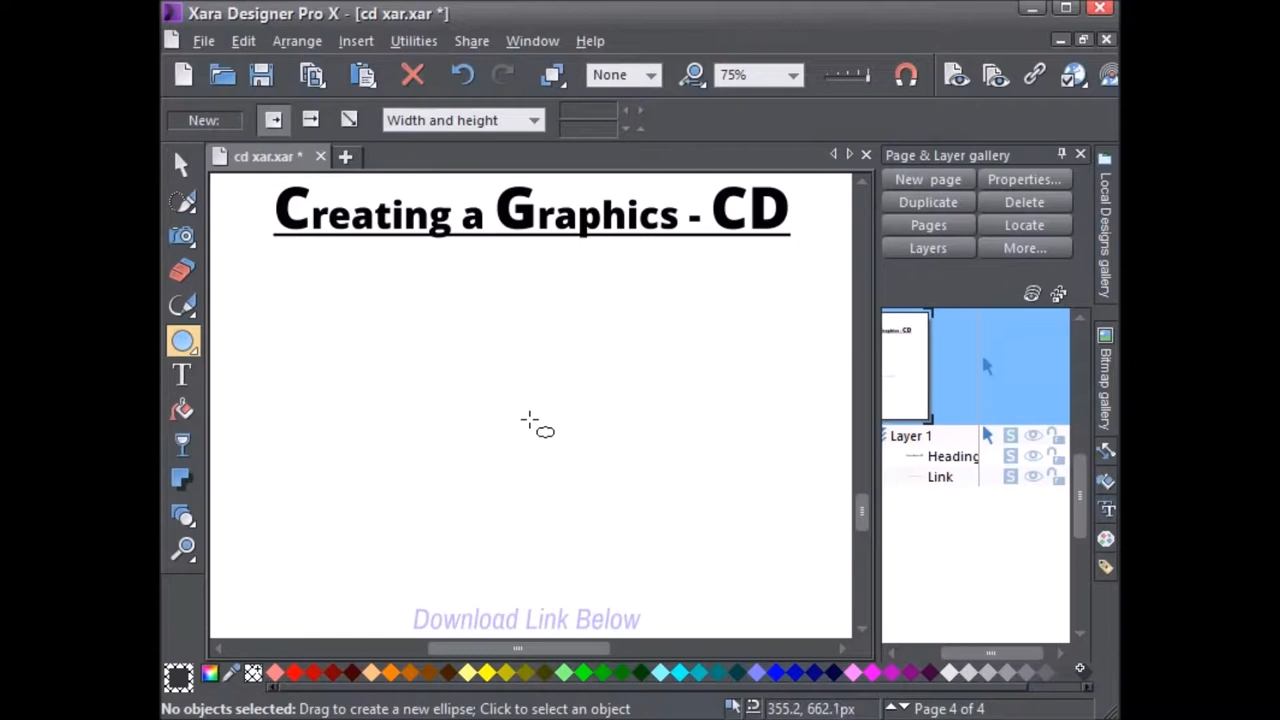 Xara Designer Pro X - [cd xar.xar *]
File Edit Arrange Insert Utilities Share Window Help
None 75%
New: Width and height
cd xar.xar *
Page & Layer gallery
New page Properties...
Duplicate Delete
Pages Locate
Layers More...
Creating a Graphics - CD
Layer 1
Heading
Link
Local Designs gallery
Bitmap gallery
Download Link Below
No objects selected: Drag to create a new ellipse; Click to select an object
355.2, 662.1px
Page 4 of 4